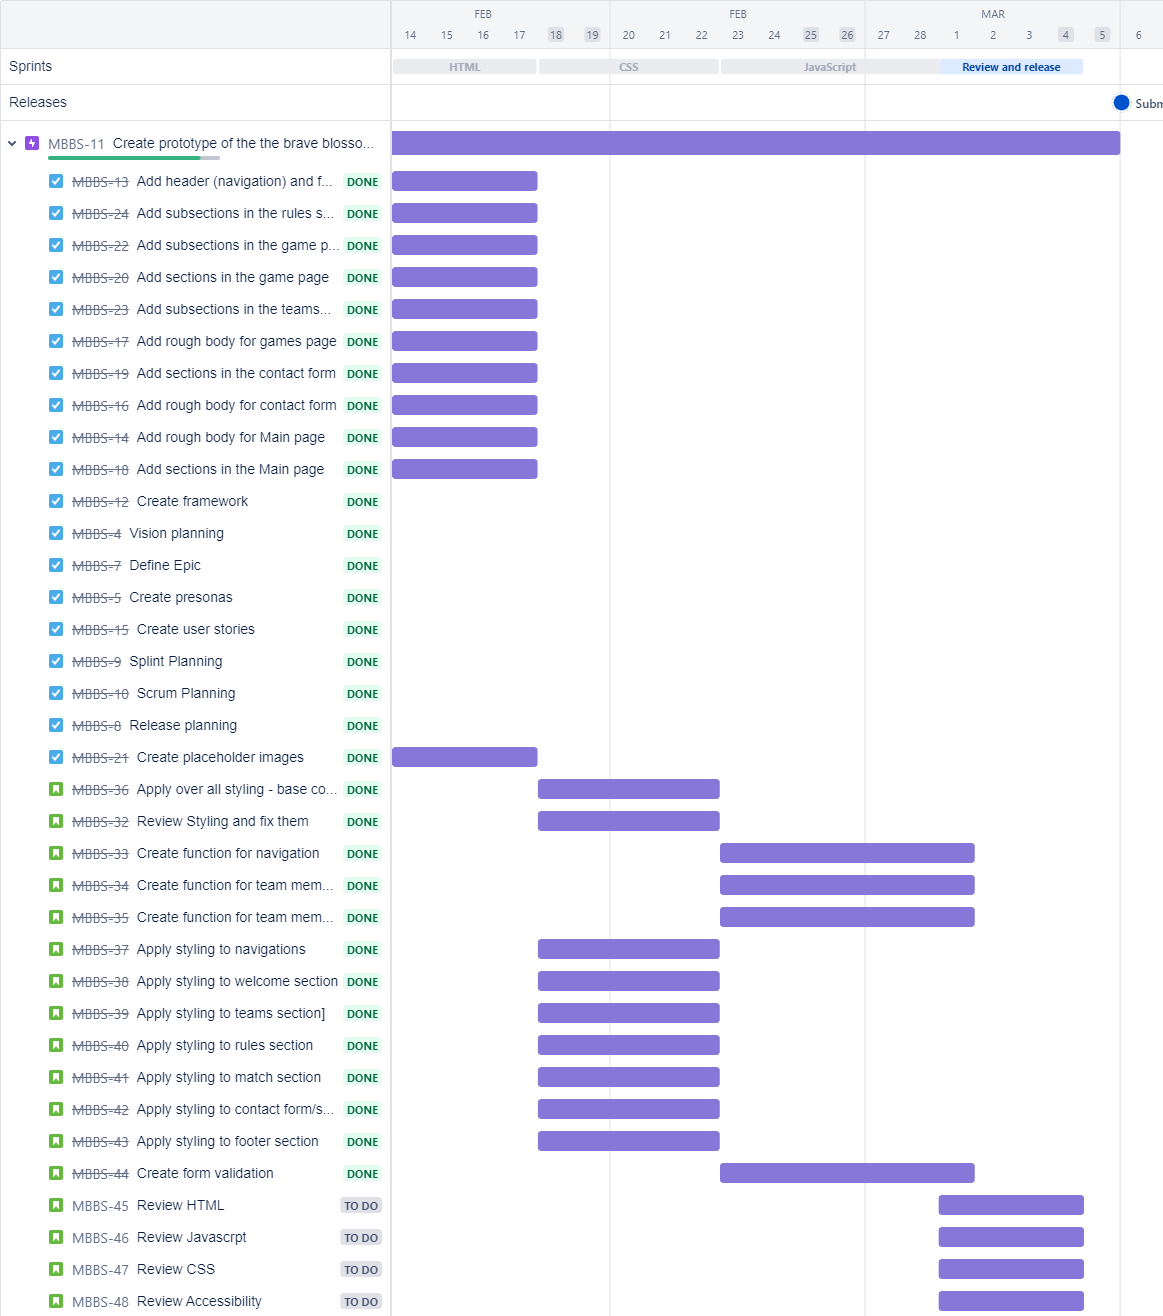 FEB FEB MAR
14 15 16 17 18 19 20 21 22 23 24 25 26 27 28 1 2 3 4 5 6
Sprints HTML CSS JavaScript Review and release
Releases Subm
MBBS-11 Create prototype of the the brave blosso...
MBBS-13 Add header (navigation) and f... DONE
MBBS-24 Add subsections in the rules s... DONE
MBBS-22 Add subsections in the game p... DONE
MBBS-20 Add sections in the game page DONE
MBBS-23 Add subsections in the teams... DONE
MBBS-17 Add rough body for games page DONE
MBBS-19 Add sections in the contact form DONE
MBBS-16 Add rough body for contact form DONE
MBBS-14 Add rough body for Main page DONE
MBBS-18 Add sections in the Main page DONE
MBBS-12 Create framework DONE
MBBS-4 Vision planning DONE
MBBS-7 Define Epic DONE
MBBS-5 Create presonas DONE
MBBS-15 Create user stories DONE
MBBS-9 Splint Planning DONE
MBBS-10 Scrum Planning DONE
MBBS-8 Release planning DONE
MBBS-21 Create placeholder images DONE
MBBS-36 Apply over all styling - base co... DONE
MBBS-32 Review Styling and fix them DONE
MBBS-33 Create function for navigation DONE
MBBS-34 Create function for team mem... DONE
MBBS-35 Create function for team mem... DONE
MBBS-37 Apply styling to navigations DONE
MBBS-38 Apply styling to welcome section DONE
MBBS-39 Apply styling to teams section] DONE
MBBS-40 Apply styling to rules section DONE
MBBS-41 Apply styling to match section DONE
MBBS-42 Apply styling to contact form/s... DONE
MBBS-43 Apply styling to footer section DONE
MBBS-44 Create form validation DONE
MBBS-45 Review HTML TO DO
MBBS-46 Review Javascrpt TO DO
MBBS-47 Review CSS TO DO
MBBS-48 Review Accessibility TO DO